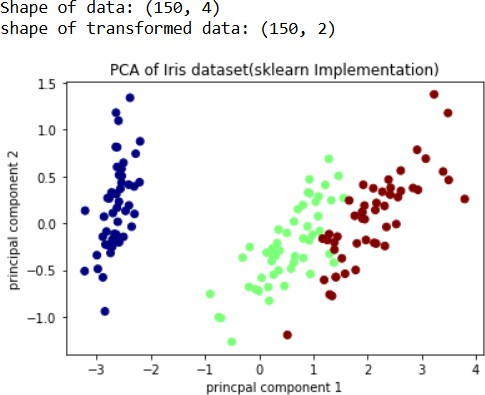 Shape of data: (150, 4)
shape of transformed data: (150, 2)
PCA of Iris dataset(sklearn Implementation)
1.5
1.0
0.5
0.0
−0.5
−1.0
principal component 2
−3 −2 −1 0 1 2 3 4
princpal component 1